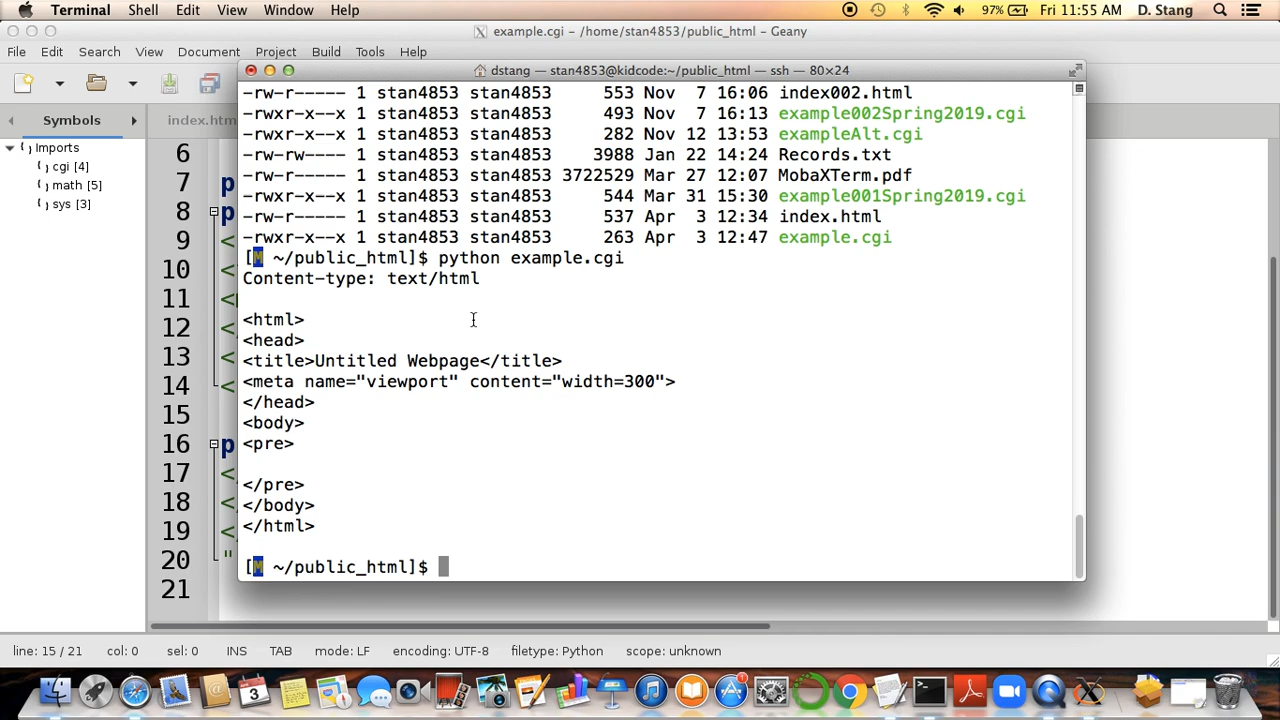 Terminal Shell Edit View Window Help 97% Fri 11:55 AM D. Stang
example.cgi - /home/stan4853/public_html - Geany
File Edit Search View Document Project Build Tools Help
dstang — stan4853@kidcode:~/public_html — ssh — 80×24
-rw-r----- 1 stan4853 stan4853 553 Nov 7 16:06 index002.html
-rwxr-x--x 1 stan4853 stan4853 493 Nov 7 16:13 example002Spring2019.cgi
-rwxr-x--x 1 stan4853 stan4853 282 Nov 12 13:53 exampleAlt.cgi
-rw-rw---- 1 stan4853 stan4853 3988 Jan 22 14:24 Records.txt
-rw-r----- 1 stan4853 stan4853 3722529 Mar 27 12:07 MobaXTerm.pdf
-rwxr-x--x 1 stan4853 stan4853 544 Mar 31 15:30 example001Spring2019.cgi
-rw-r----- 1 stan4853 stan4853 537 Apr 3 12:34 index.html
-rwxr-x--x 1 stan4853 stan4853 263 Apr 3 12:47 example.cgi
[M ~/public_html]$ python example.cgi
Content-type: text/html
<html>
<head>
<title>Untitled Webpage</title>
<meta name="viewport" content="width=300">
</head>
<body>
<pre>
</pre>
</body>
</html>
[M ~/public_html]$
Symbols
Imports
cgi [4]
math [5]
sys [3]
index.htm
6
7 p
8 p
9 <
10 <
11 <
12 <
13 <
14 <
15
16 p
17 <
18 <
19 <
20 "
21
line: 15 / 21 col: 0 sel: 0 INS TAB mode: LF encoding: UTF-8 filetype: Python scope: unknown